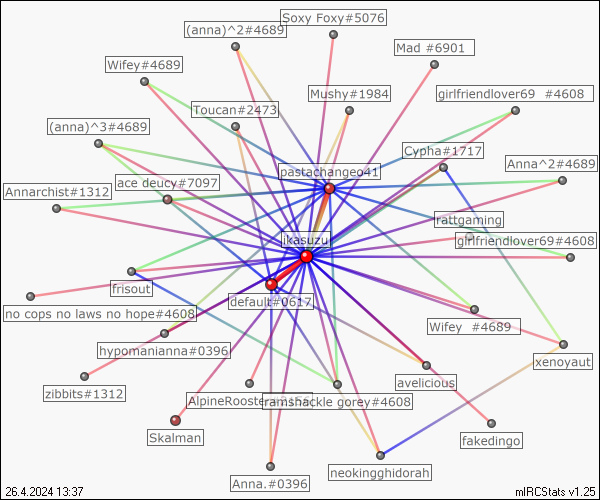 Soxy Foxy#5076
(anna)^2#4689
Mad #6901
Wifey#4689
girlfriendlover69 #4608
Mushy#1984
Toucan#2473
(anna)^3#4689
Cypha#1717
Anna^2#4689
pastachangeo41
ace deucy#7097
Annarchist#1312
rattgaming
ikasuzu
girlfriendlover69#4608
frisout
default#0617
no cops no laws no hope#4608
Wifey #4689
hypomanianna#0396
xenoyaut
avelicious
zibbits#1312
ramshackle gorey#4608
Skalman
fakedingo
neokingghidorah
Anna.#0396
26.4.2024 13:37
mIRCStats v1.25